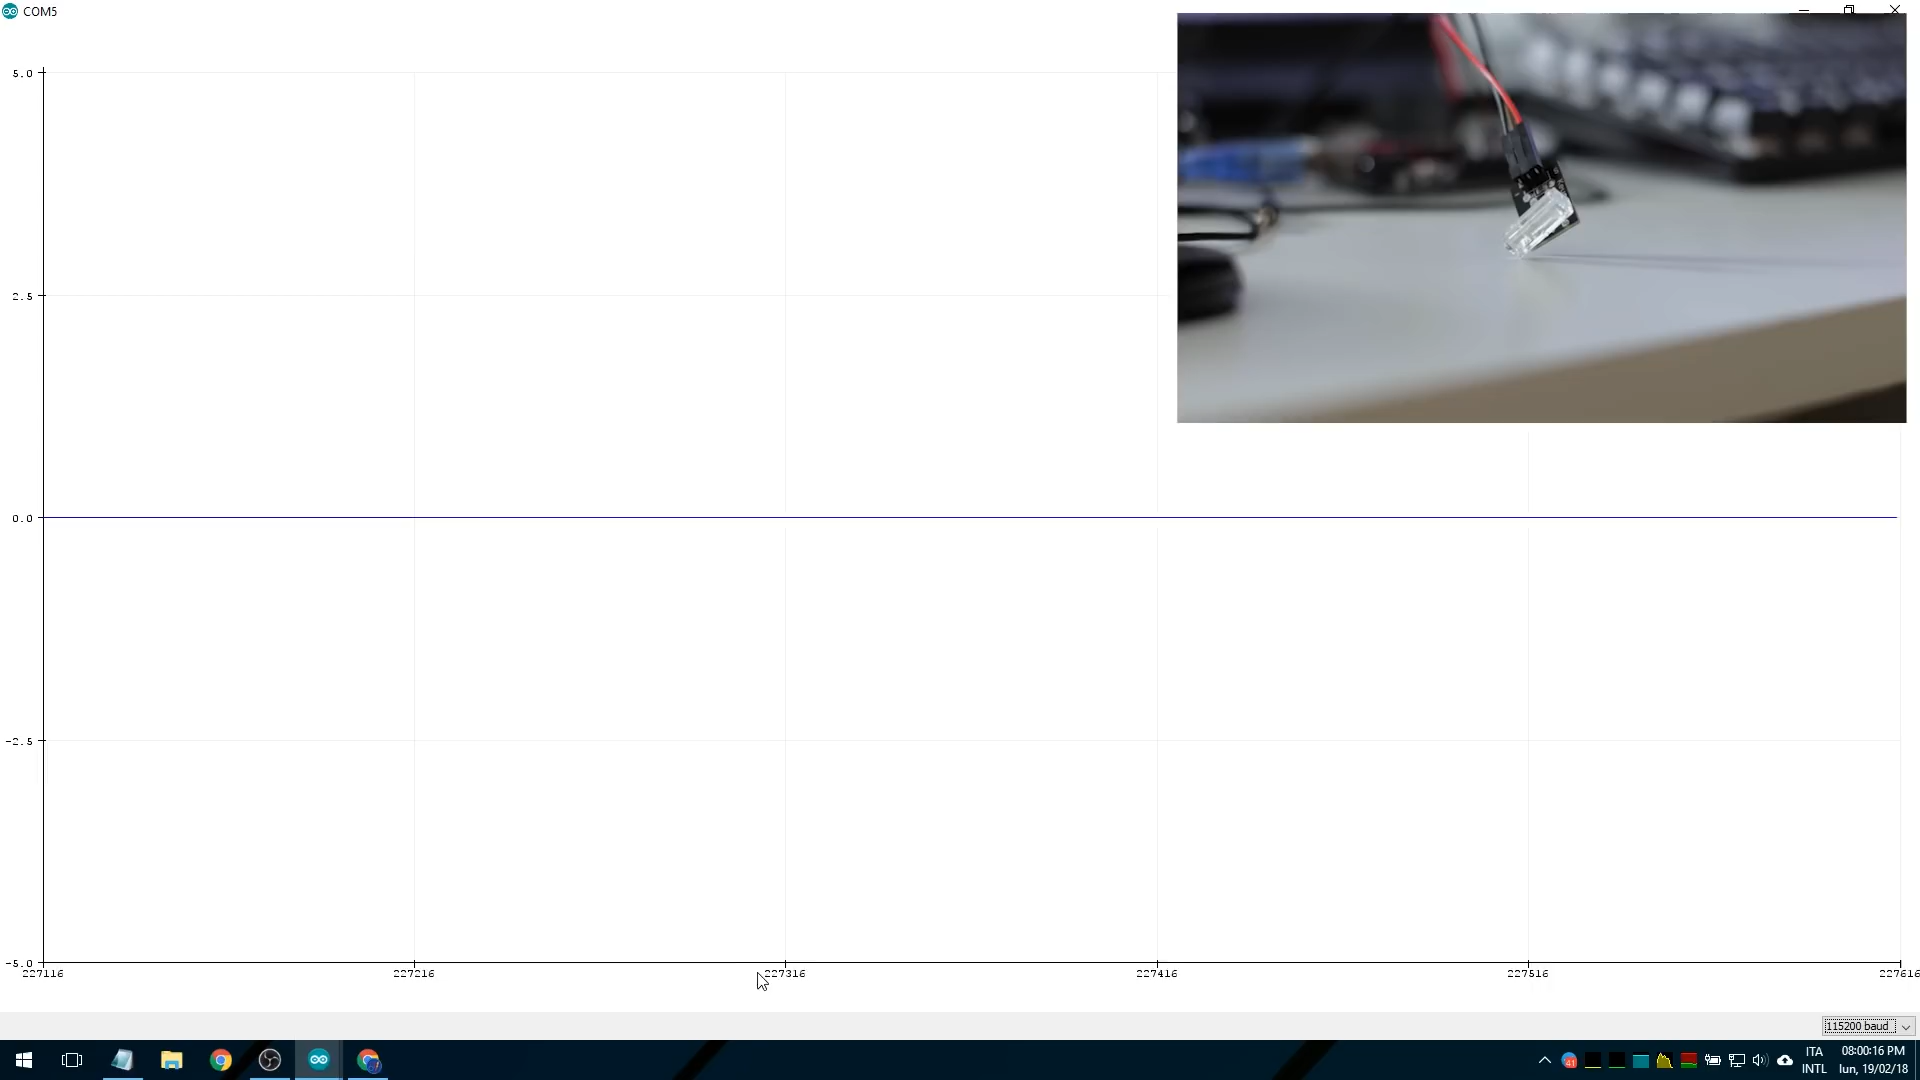 COM5
5.0
2.5
0.0
-2.5
-5.0
227116
227216
227316
227416
227516
227616
115200 baud
41
ITA
INTL
08:00:16 PM
lun, 19/02/18